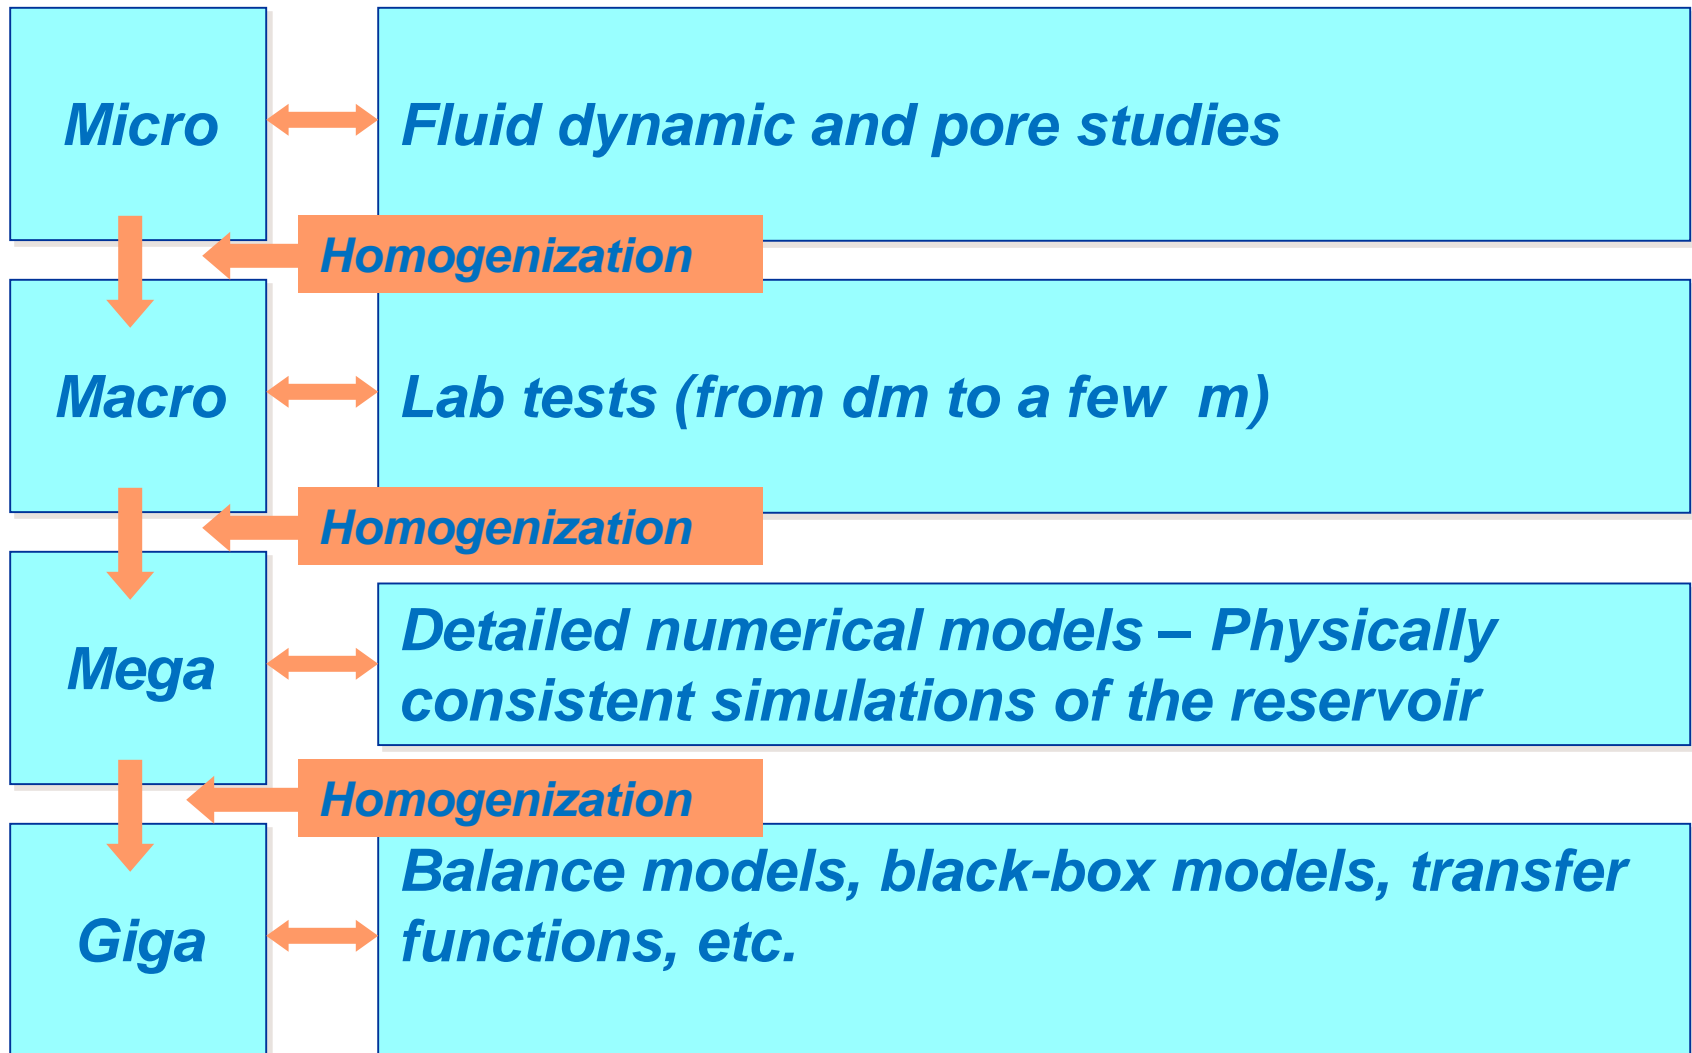 Micro
Fluid dynamic and pore studies
Homogenization
Macro
Lab tests (from dm to a few  m)
Homogenization
Mega
Detailed numerical models – Physically
consistent simulations of the reservoir
Homogenization
Giga
Balance models, black-box models, transfer
functions, etc.